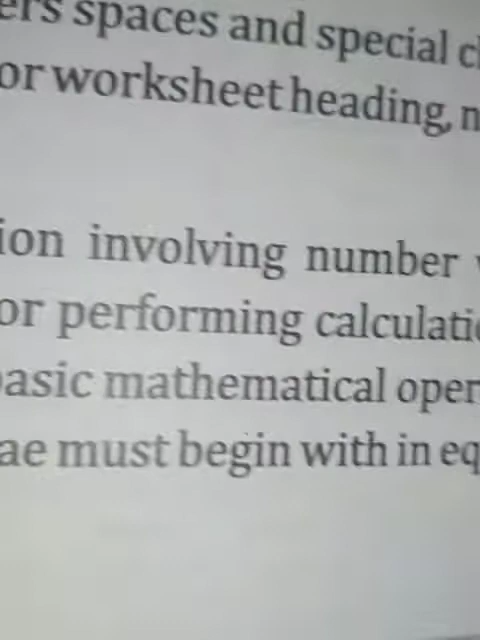 ers spaces and special c
or worksheet heading, n
ion involving number
or performing calculati
asic mathematical oper
ae must begin with in eq